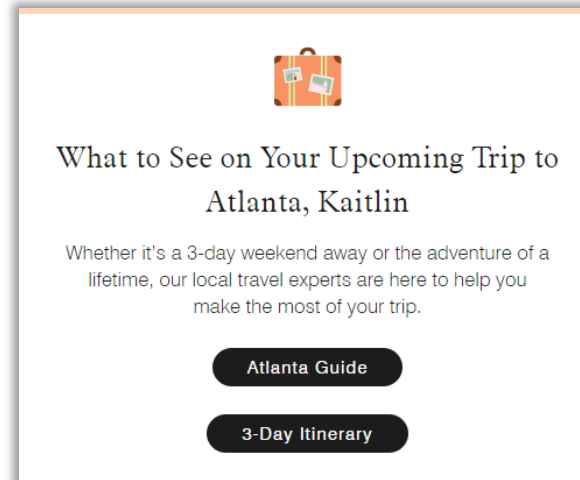 What to See on Your Upcoming Trip to
Atlanta, Kaitlin
Whether it's a 3-day weekend away or the adventure of a
lifetime, our local travel experts are here to help you
make the most of your trip.
Atlanta Guide
3-Day Itinerary